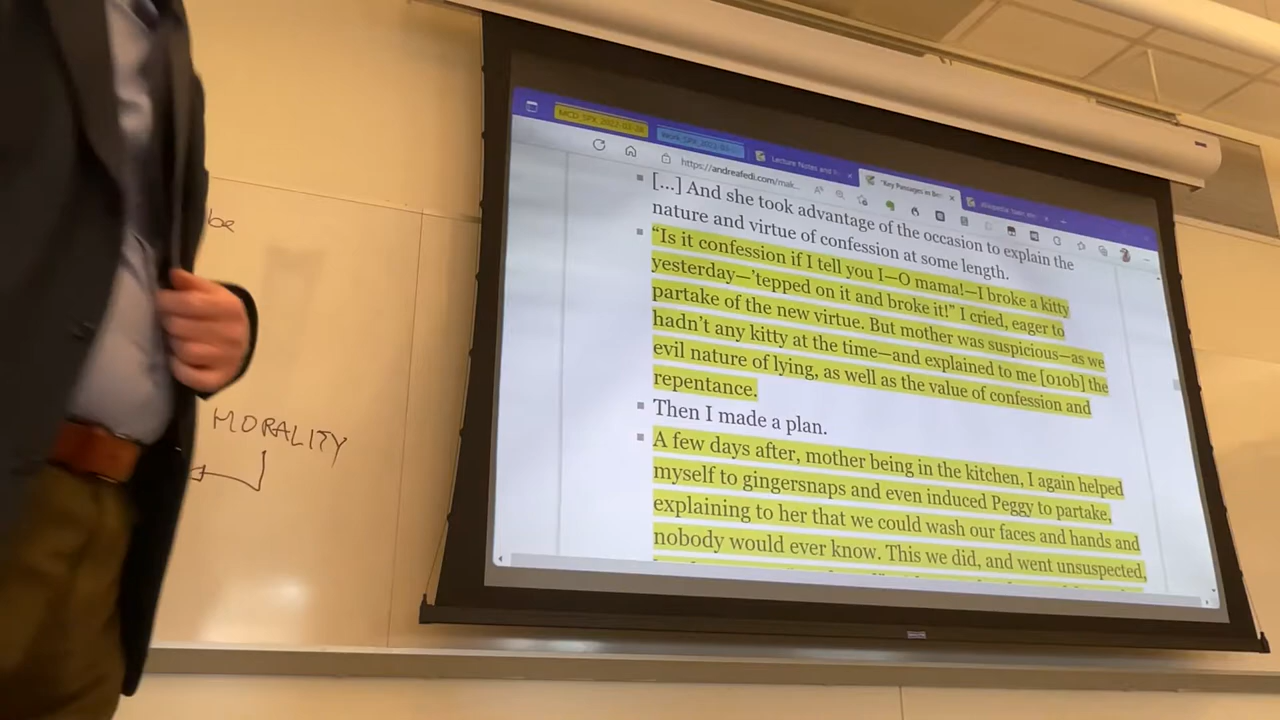 be
MORALITY
MCD_SPX_2022-03-28
Lecture Notes and
"Key Passages in Be
https://andreafedi.com/mak...
[...] And she took advantage of the occasion to explain the
nature and virtue of confession at some length.
“Is it confession if I tell you I—O mama!—I broke a kitty
yesterday—’tepped on it and broke it!” I cried, eager to
partake of the new virtue. But mother was suspicious—as we
hadn’t any kitty at the time—and explained to me [010b] the
evil nature of lying, as well as the value of confession and
repentance.
Then I made a plan.
A few days after, mother being in the kitchen, I again helped
myself to gingersnaps and even induced Peggy to partake,
explaining to her that we could wash our faces and hands and
nobody would ever know. This we did, and went unsuspected,